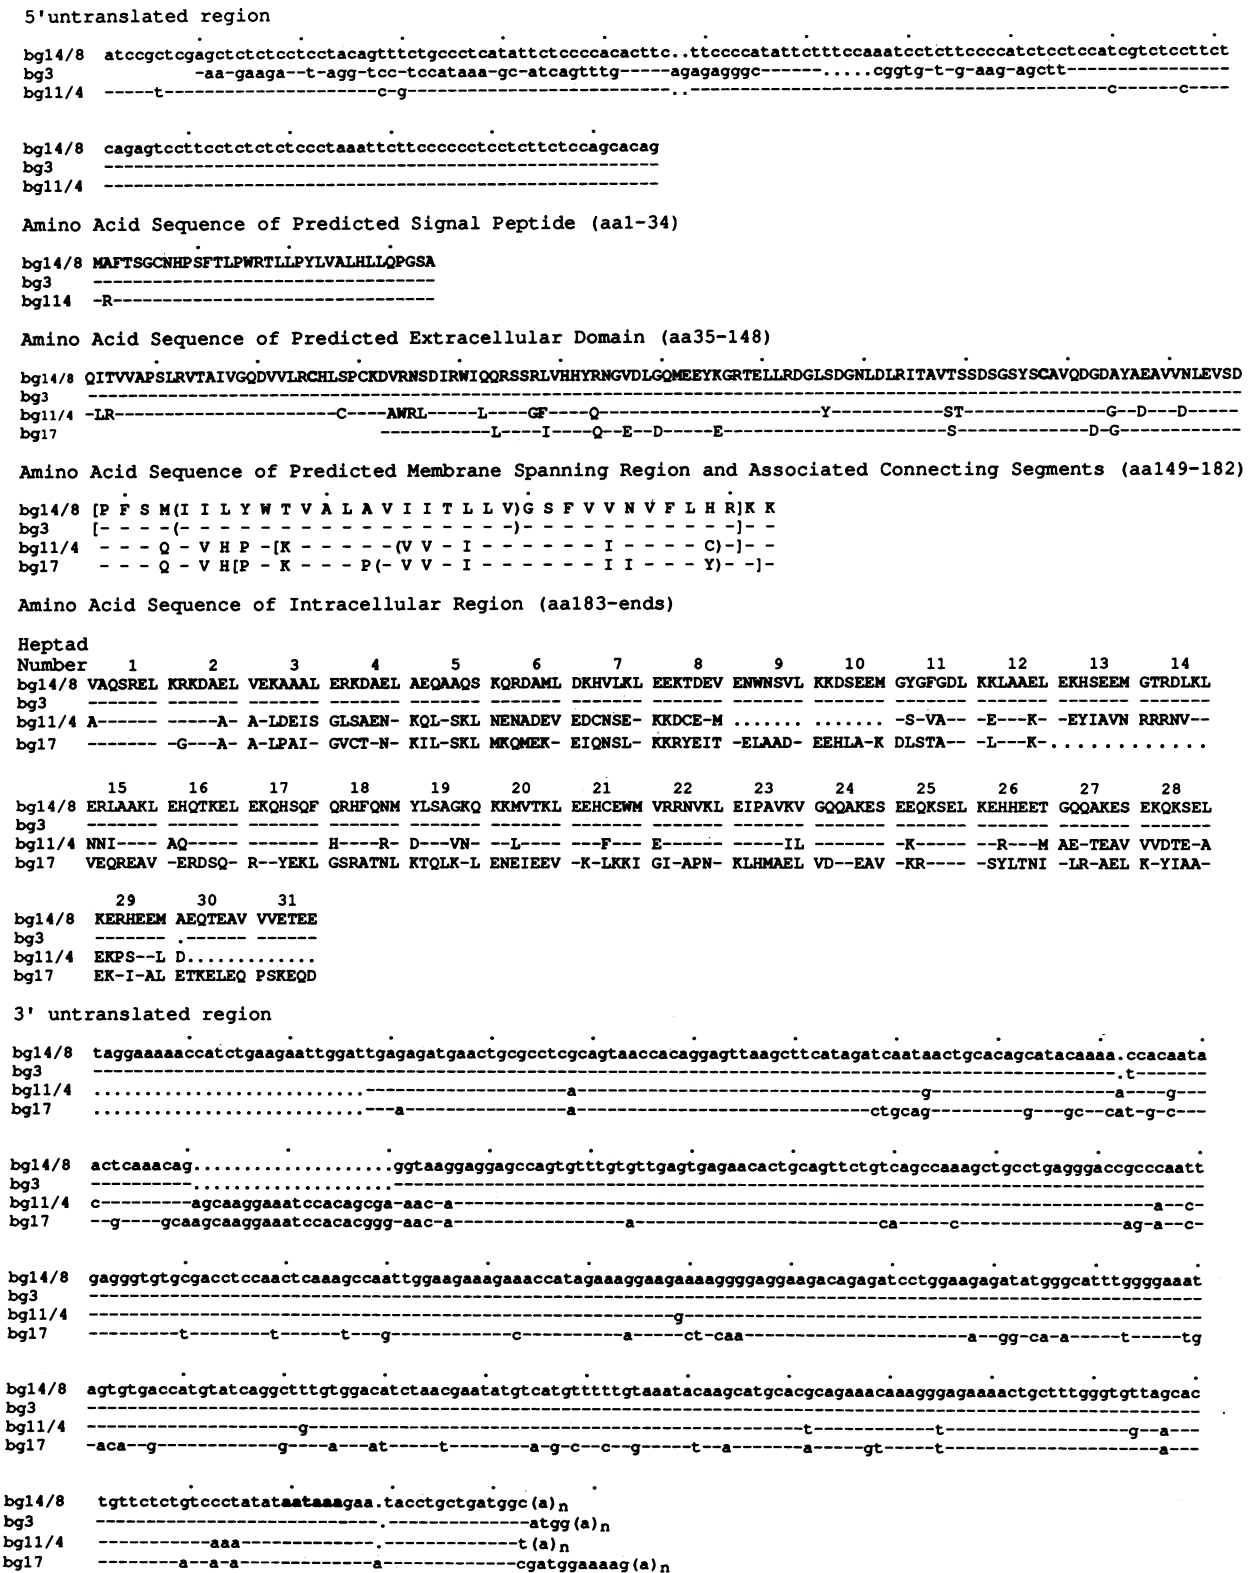 5'untranslated region
bg14/8 atccgctcgagctctctcctcctacagtttctgccctcatattctccccacacttc..ttccccatattctttccaaatcctcttccccatctcctccatcgtctccttct
bg3 -aa-gaaga--t-agg-tcc-tccataaa-gc-atcagtttg-----agagagggc------.....cggtg-t-g-aag-agctt----------------
bg11/4 -----t---------------------c-g--------------------------..-----------------------------------------c------c----
bg14/8 cagagtccttcctctctctccctaaattcttcccccctcctcttctccagcacag
bg3 -------------------------------------------------------
bg11/4 -------------------------------------------------------
Amino Acid Sequence of Predicted Signal Peptide (aa1-34)
bg14/8 MAFTSGCNHPSFTLPWRTLLPYLVALHLLQPGSA
bg3 ----------------------------------
bg114 -R--------------------------------
Amino Acid Sequence of Predicted Extracellular Domain (aa35-148)
bg14/8 QITVVAPSLRVTAIVGQDVVLRCHLSPCKDVRNSDIRWIQQRSSRLVHHYRNGVDLGQMEEYKGRTELLRDGLSDGNLDLRITAVTSSDSGSYSCAVQDGDAYAEAVVNLEVSD
bg3 ------------------------------------------------------------------------------------------------------------------
bg11/4 -LR----------------------C----AWRL-----L----GF----Q----------------------Y-----------ST--------------G--D---D-----
bg17 -----------L----I----Q--E--D-----E----------------------S-------------D-G------------
Amino Acid Sequence of Predicted Membrane Spanning Region and Associated Connecting Segments (aa149-182)
bg14/8 [P F S M(I I L Y W T V A L A V I I T L L V)G S F V V N V F L H R]K K
bg3 [- - - -(- - - - - - - - - - - - - - - - -)- - - - - - - - - - -]- -
bg11/4 - - - Q - V H P -[K - - - - -(V V - I - - - - - - I - - - - C)-]- -
bg17 - - - Q - V H[P - K - - - P(- V V - I - - - - - - I I - - - Y)- -]-
Amino Acid Sequence of Intracellular Region (aa183-ends)
Heptad
Number 1 2 3 4 5 6 7 8 9 10 11 12 13 14
bg14/8 VAQSREL KRKDAEL VEKAAAL ERKDAEL AEQAAQS KQRDAML DKHVLKL EEKTDEV ENWNSVL KKDSEEM GYGFGDL KKLAAEL EKHSEEM GTRDLKL
bg3 ------- ------- ------- ------- ------- ------- ------- ------- ------- ------- ------- ------- ------- -------
bg11/4 A------ -----A- A-LDEIS GLSAEN- KQL-SKL NENADEV EDCNSE- KKDCE-M ....... ....... -S-VA-- --E---K- -EYIAVN RRRNV--
bg17 ------- -G---A- A-LPAI- GVCT-N- KIL-SKL MKQMEK- EIQNSL- KKRYEIT -ELAAD- EEHLA-K DLSTA-- -L---K- ....... .......
15 16 17 18 19 20 21 22 23 24 25 26 27 28
bg14/8 ERLAAKL EHQTKEL EKQHSQF QRHFQNM YLSAGKQ KKMVTKL EEHCEWM VRRNVKL EIPAVKV GQQAKES EEQKSEL KEHHEET GQQAKES EKQKSEL
bg3 ------- ------- ------- ------- ------- ------- ------- ------- ------- ------- ------- ------- ------- -------
bg11/4 NNI---- AQ----- ------- H----R- D---VN- --L---- ---F--- E------ -----IL ------- -K----- --R---M AE-TEAV VVDTE-A
bg17 VEQREAV -ERDSQ- R--YEKL GSRATNL KTQLK-L ENEIEEV -K-LKKI GI-APN- KLHMAEL VD--EAV -KR---- -SYLTNI -LR-AEL K-YIAA-
29 30 31
bg14/8 KERHEEM AEQTEAV VVETEE
bg3 ------- .------ ------
bg11/4 EKPS--L D...... ......
bg17 EK-I-AL ETKELEQ PSKEQD
3' untranslated region
bg14/8 taggaaaaaccatctgaagaattggattgagagatgaactgcgcctcgcagtaaccacaggagttaagcttcatagatcaataactgcacagcatacaaaa.ccacaata
bg3 -----------------------------------------------------------------------------------------------------.t-------
bg11/4 ...........................--------------------a----------------------------------g------------------a----g---
bg17 ...........................---a----------------a-----------------------------ctgcag---------g---gc--cat-g-c---
bg14/8 actcaaacag....................ggtaaggaggagccagtgtttgtgttgagtgagaacactgcagttctgtcagccaaagctgcctgagggaccgcccaatt
bg3 ----------....................--------------------------------------------------------------------------------
bg11/4 c---------agcaaggaaatccacagcga-aac-a----------------------------------------------------------------------a--c-
bg17 --g----gcaagcaaggaaatccacacggg-aac-a-----------------a------------------------ca-----c----------------ag-a--c-
bg14/8 gagggtgtgcgacctccaactcaaagccaattggaagaaagaaaccatagaaaggaagaaaaggggaggaagacagagatcctggaagagatatgggcatttggggaaat
bg3 --------------------------------------------------------------------------------------------------------------
bg11/4 ----------------------------------------------------------g---------------------------------------------------
bg17 ---------t--------t------t---g------------c----------a-----ct-caa----------------------a--gg-ca-a-----t-----tg
bg14/8 agtgtgaccatgtatcaggctttgtggacatctaacgaatatgtcatgtttttgtaaatacaagcatgcacgcagaaacaaagggagaaaactgctttgggtgttagcac
bg3 --------------------------------------------------------------------------------------------------------------
bg11/4 ---------------------g-------------------------------------------------t------------t-------------------g--a---
bg17 -aca--g------------g----a---at-----t--------a-g-c--c--g-----t--a-------a-----gt-----t----------------------a---
bg14/8 tgttctctgtccctatataataaagaa.tacctgctgatggc(a)n
bg3 ----------------------------.--------------atgg(a)n
bg11/4 -----------aaa--------------.-------------t(a)n
bg17 --------a--a-a--------------a-------------cgatggaaaag(a)n